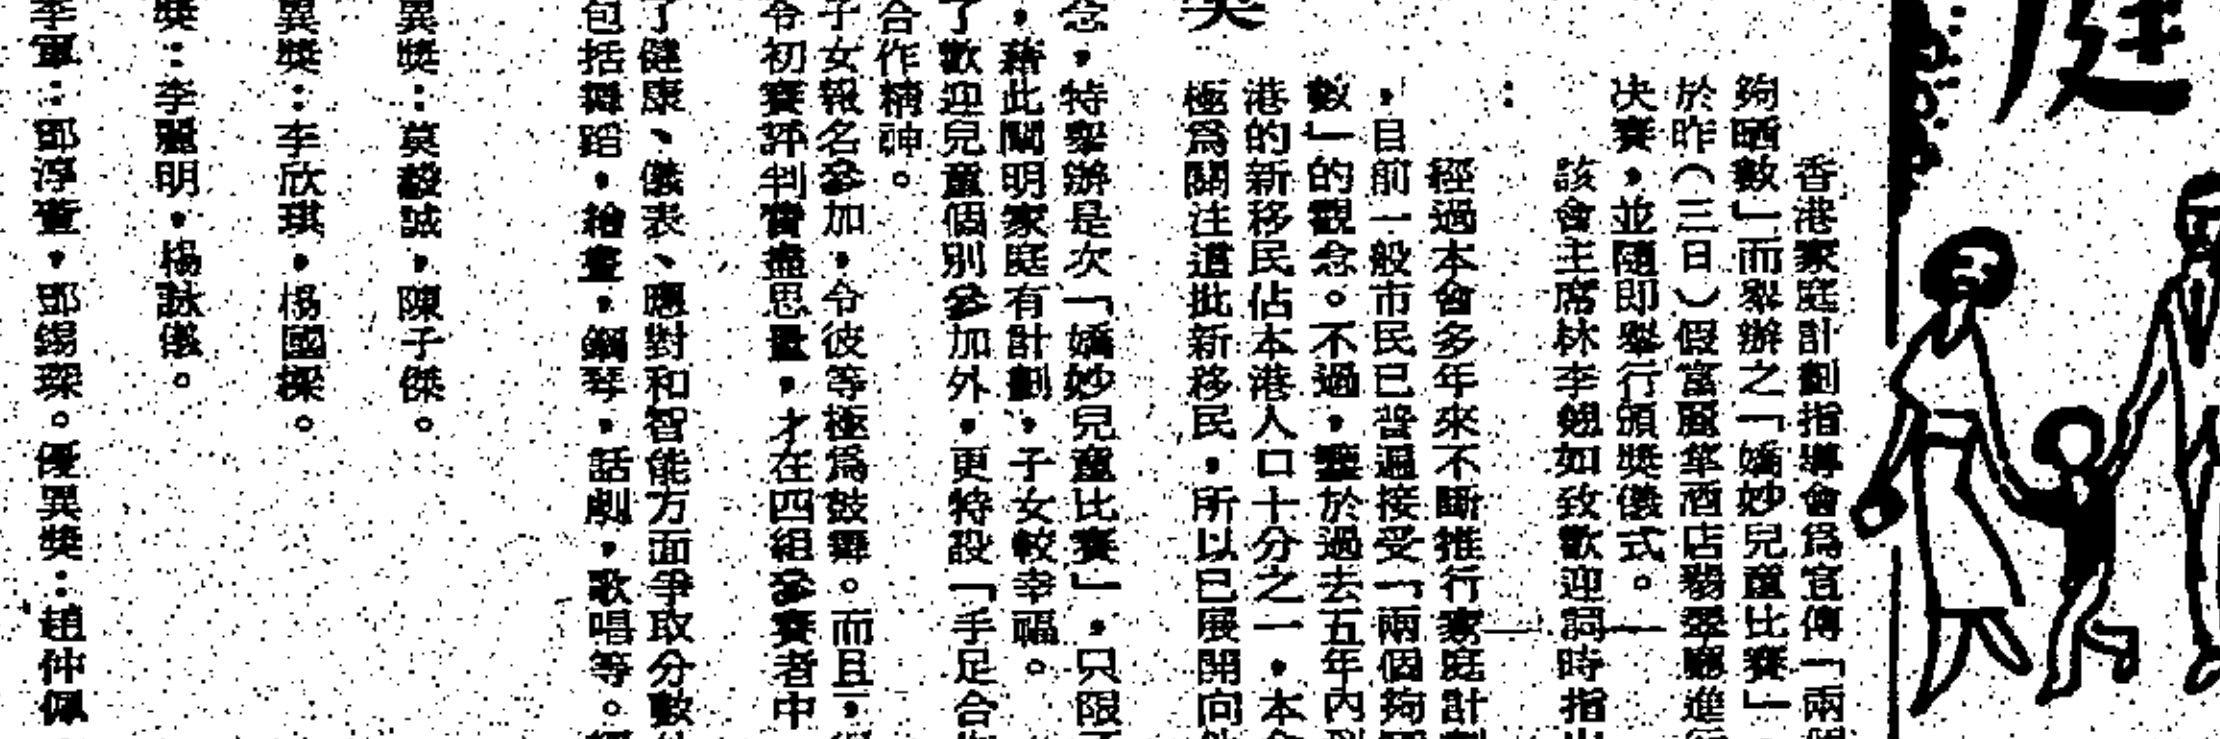 庭
香港家庭計劃指導會爲宣傳「兩個
夠晒數」而舉辦之「嬌妙兒童比賽」,
於昨(三日)假富麗華酒店翡翠廳進行
決賽,並隨即舉行頒獎儀式。
該會主席林李翹如致歡迎詞時指出
:
經過本會多年來不斷推行家庭計劃
,目前一般市民已普遍接受「兩個夠晒
數」的觀念。不過,鑒於過去五年內到
港的新移民佔本港人口十分之一,本會
極爲關注這批新移民,所以已展開向
念,特舉辦是次「嬌妙兒童比賽」,只限
,藉此闡明家庭有計劃,子女較幸福。
了歡迎兒童個別參加外,更特設「手足合作
合作精神。
子女報名參加,令彼等極爲鼓舞。而且,
令初賽評判費盡思量,才在四組參賽者中
了健康、儀表、應對和智能方面爭取分數
包括舞蹈,繪畫,鋼琴,話劇,歌唱等。
異獎:莫毅誠,陳子傑。
異獎:李欣琪,楊國樑。
獎:李麗明,楊詠儀。
季軍:鄧淳萱,鄧錫琛。優異獎:趙仲佩